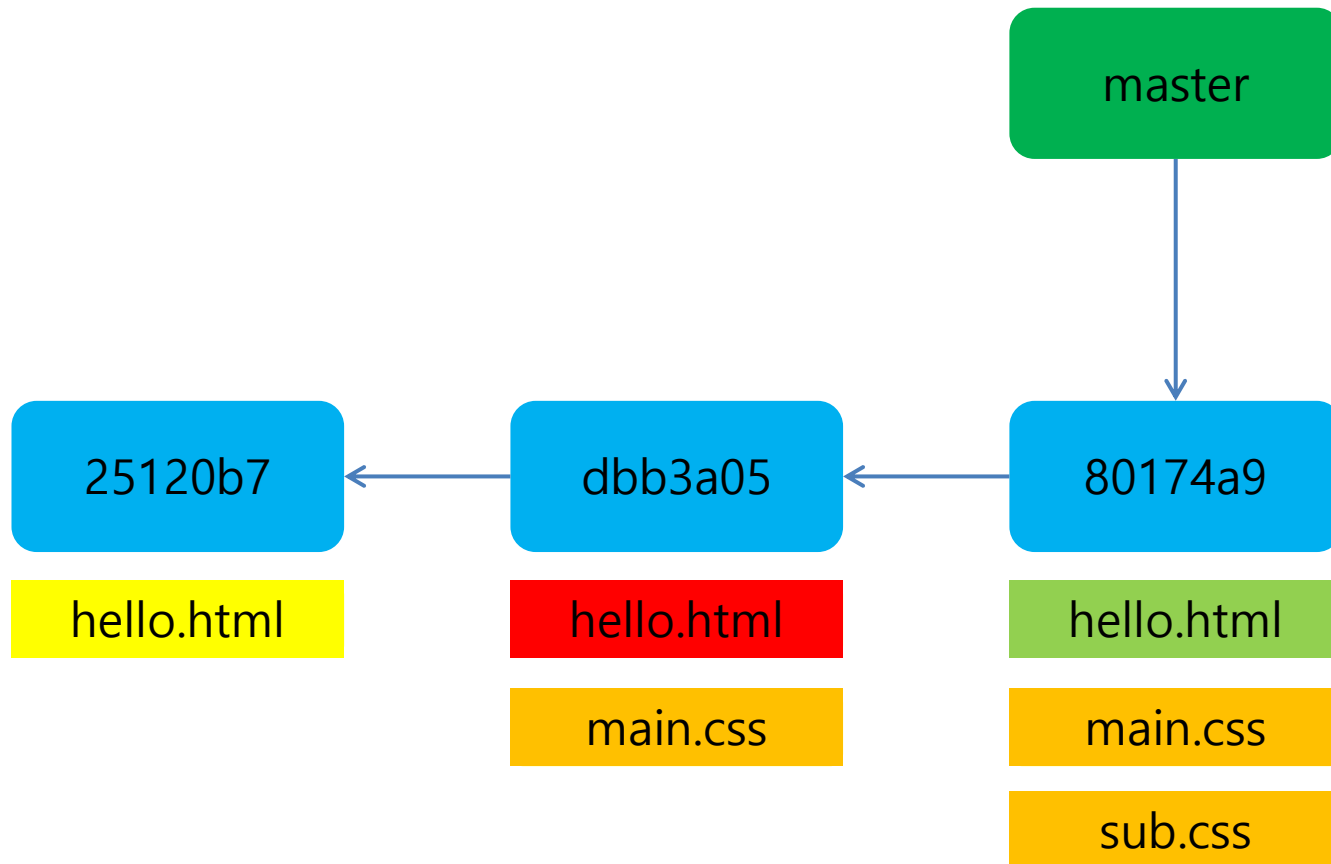 master
25120b7
dbb3a05
80174a9
hello.html
hello.html
hello.html
main.css
main.css
sub.css